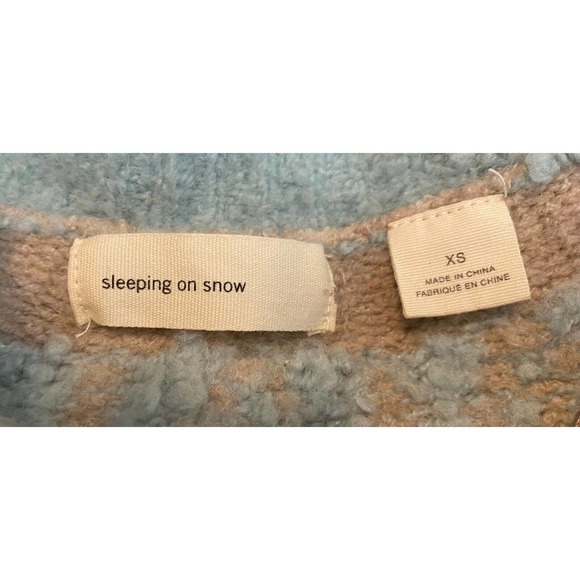 sleeping on snow
XS
MADE IN CHINA
FABRIQUÉ EN CHINE